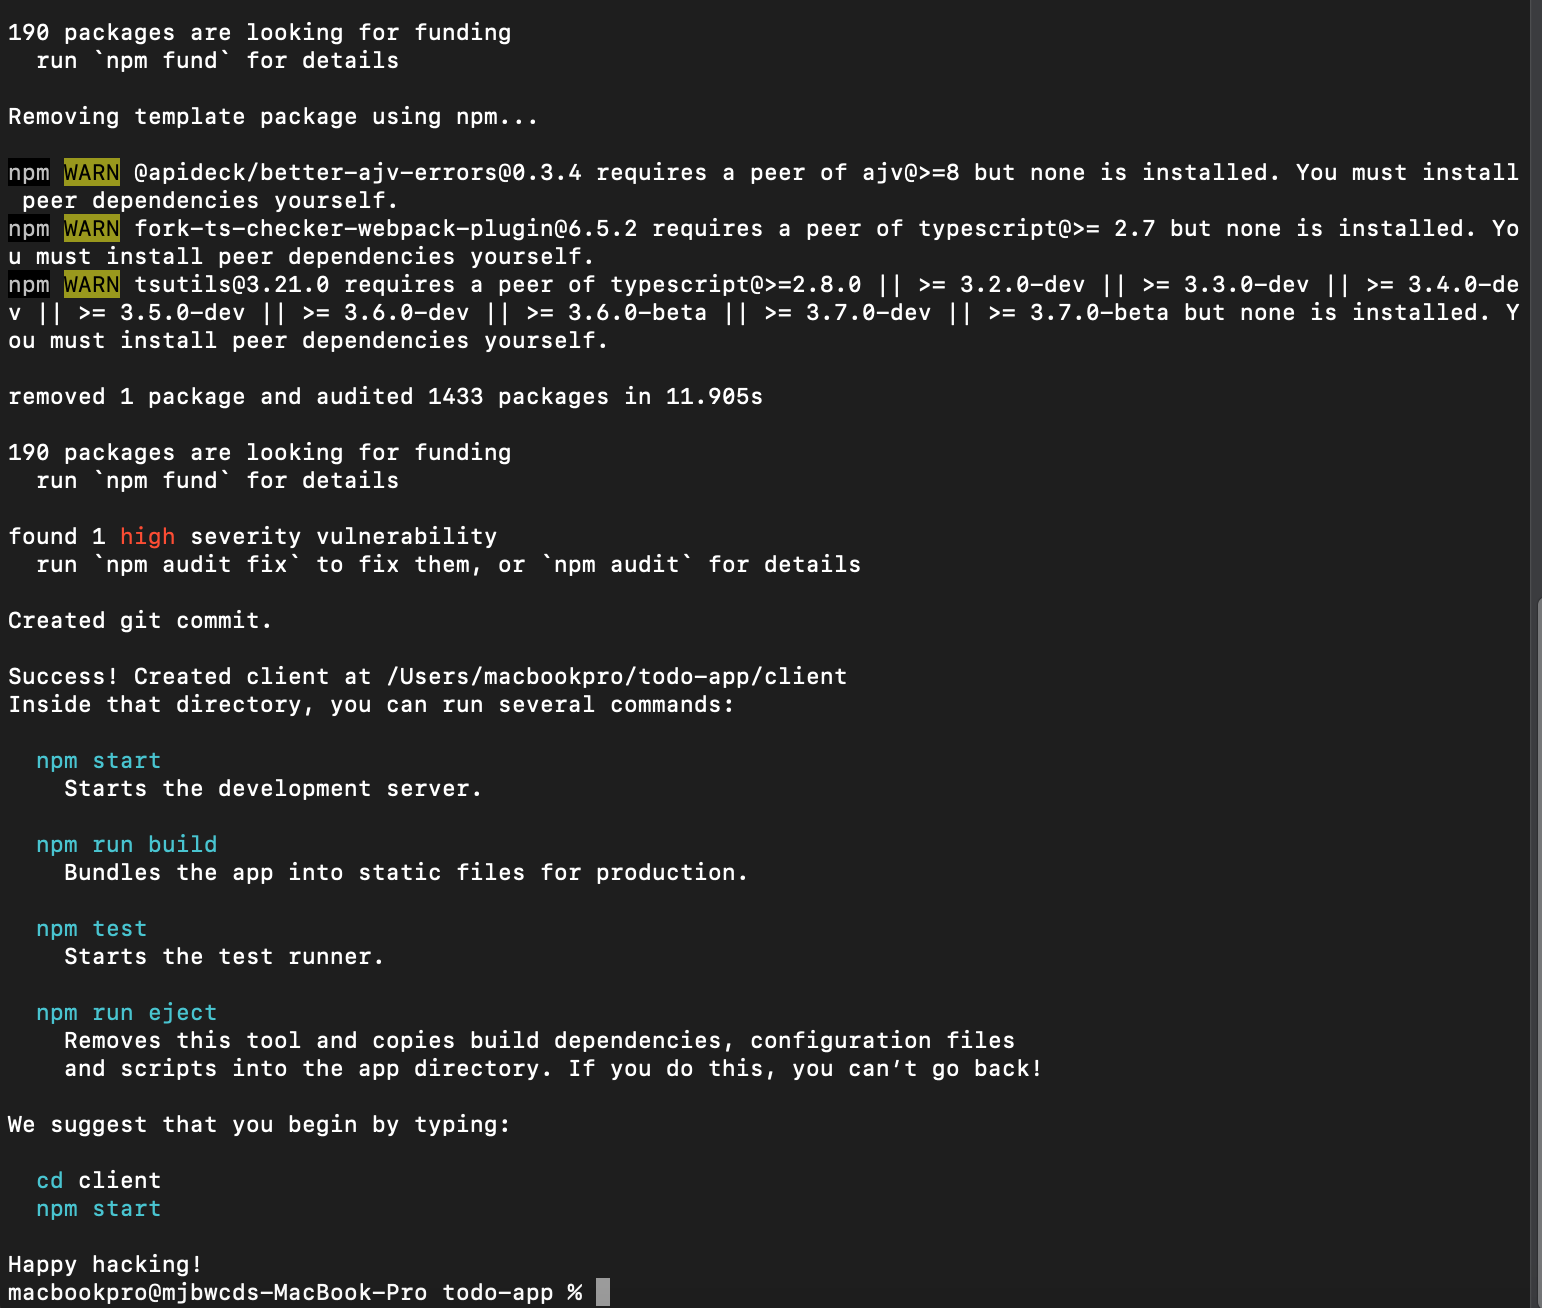 190 packages are looking for funding
  run `npm fund` for details
Removing template package using npm...
npm WARN @apideck/better-ajv-errors@0.3.4 requires a peer of ajv@>=8 but none is installed. You must install
 peer dependencies yourself.
npm WARN fork-ts-checker-webpack-plugin@6.5.2 requires a peer of typescript@>= 2.7 but none is installed. Yo
u must install peer dependencies yourself.
npm WARN tsutils@3.21.0 requires a peer of typescript@>=2.8.0 || >= 3.2.0-dev || >= 3.3.0-dev || >= 3.4.0-de
v || >= 3.5.0-dev || >= 3.6.0-dev || >= 3.6.0-beta || >= 3.7.0-dev || >= 3.7.0-beta but none is installed. Y
ou must install peer dependencies yourself.
removed 1 package and audited 1433 packages in 11.905s
190 packages are looking for funding
  run `npm fund` for details
found 1 high severity vulnerability
  run `npm audit fix` to fix them, or `npm audit` for details
Created git commit.
Success! Created client at /Users/macbookpro/todo-app/client
Inside that directory, you can run several commands:
  npm start
    Starts the development server.
  npm run build
    Bundles the app into static files for production.
  npm test
    Starts the test runner.
  npm run eject
    Removes this tool and copies build dependencies, configuration files
    and scripts into the app directory. If you do this, you can’t go back!
We suggest that you begin by typing:
  cd client
  npm start
Happy hacking!
macbookpro@mjbwcds-MacBook-Pro todo-app %